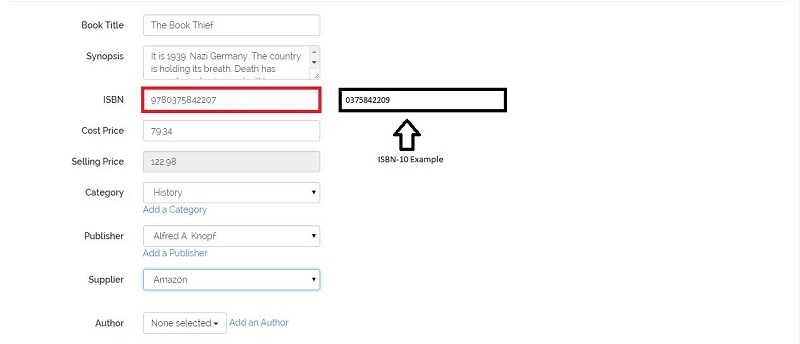 Book Title The Book Thief
Synopsis It is 1939. Nazi Germany. The country
is holding its breath. Death has
ISBN 9780375842207 0375842209
Cost Price 79.34
ISBN-10 Example
Selling Price 122.98
Category History
Add a Category
Publisher Alfred A. Knopf
Add a Publisher
Supplier Amazon
Author None selected Add an Author